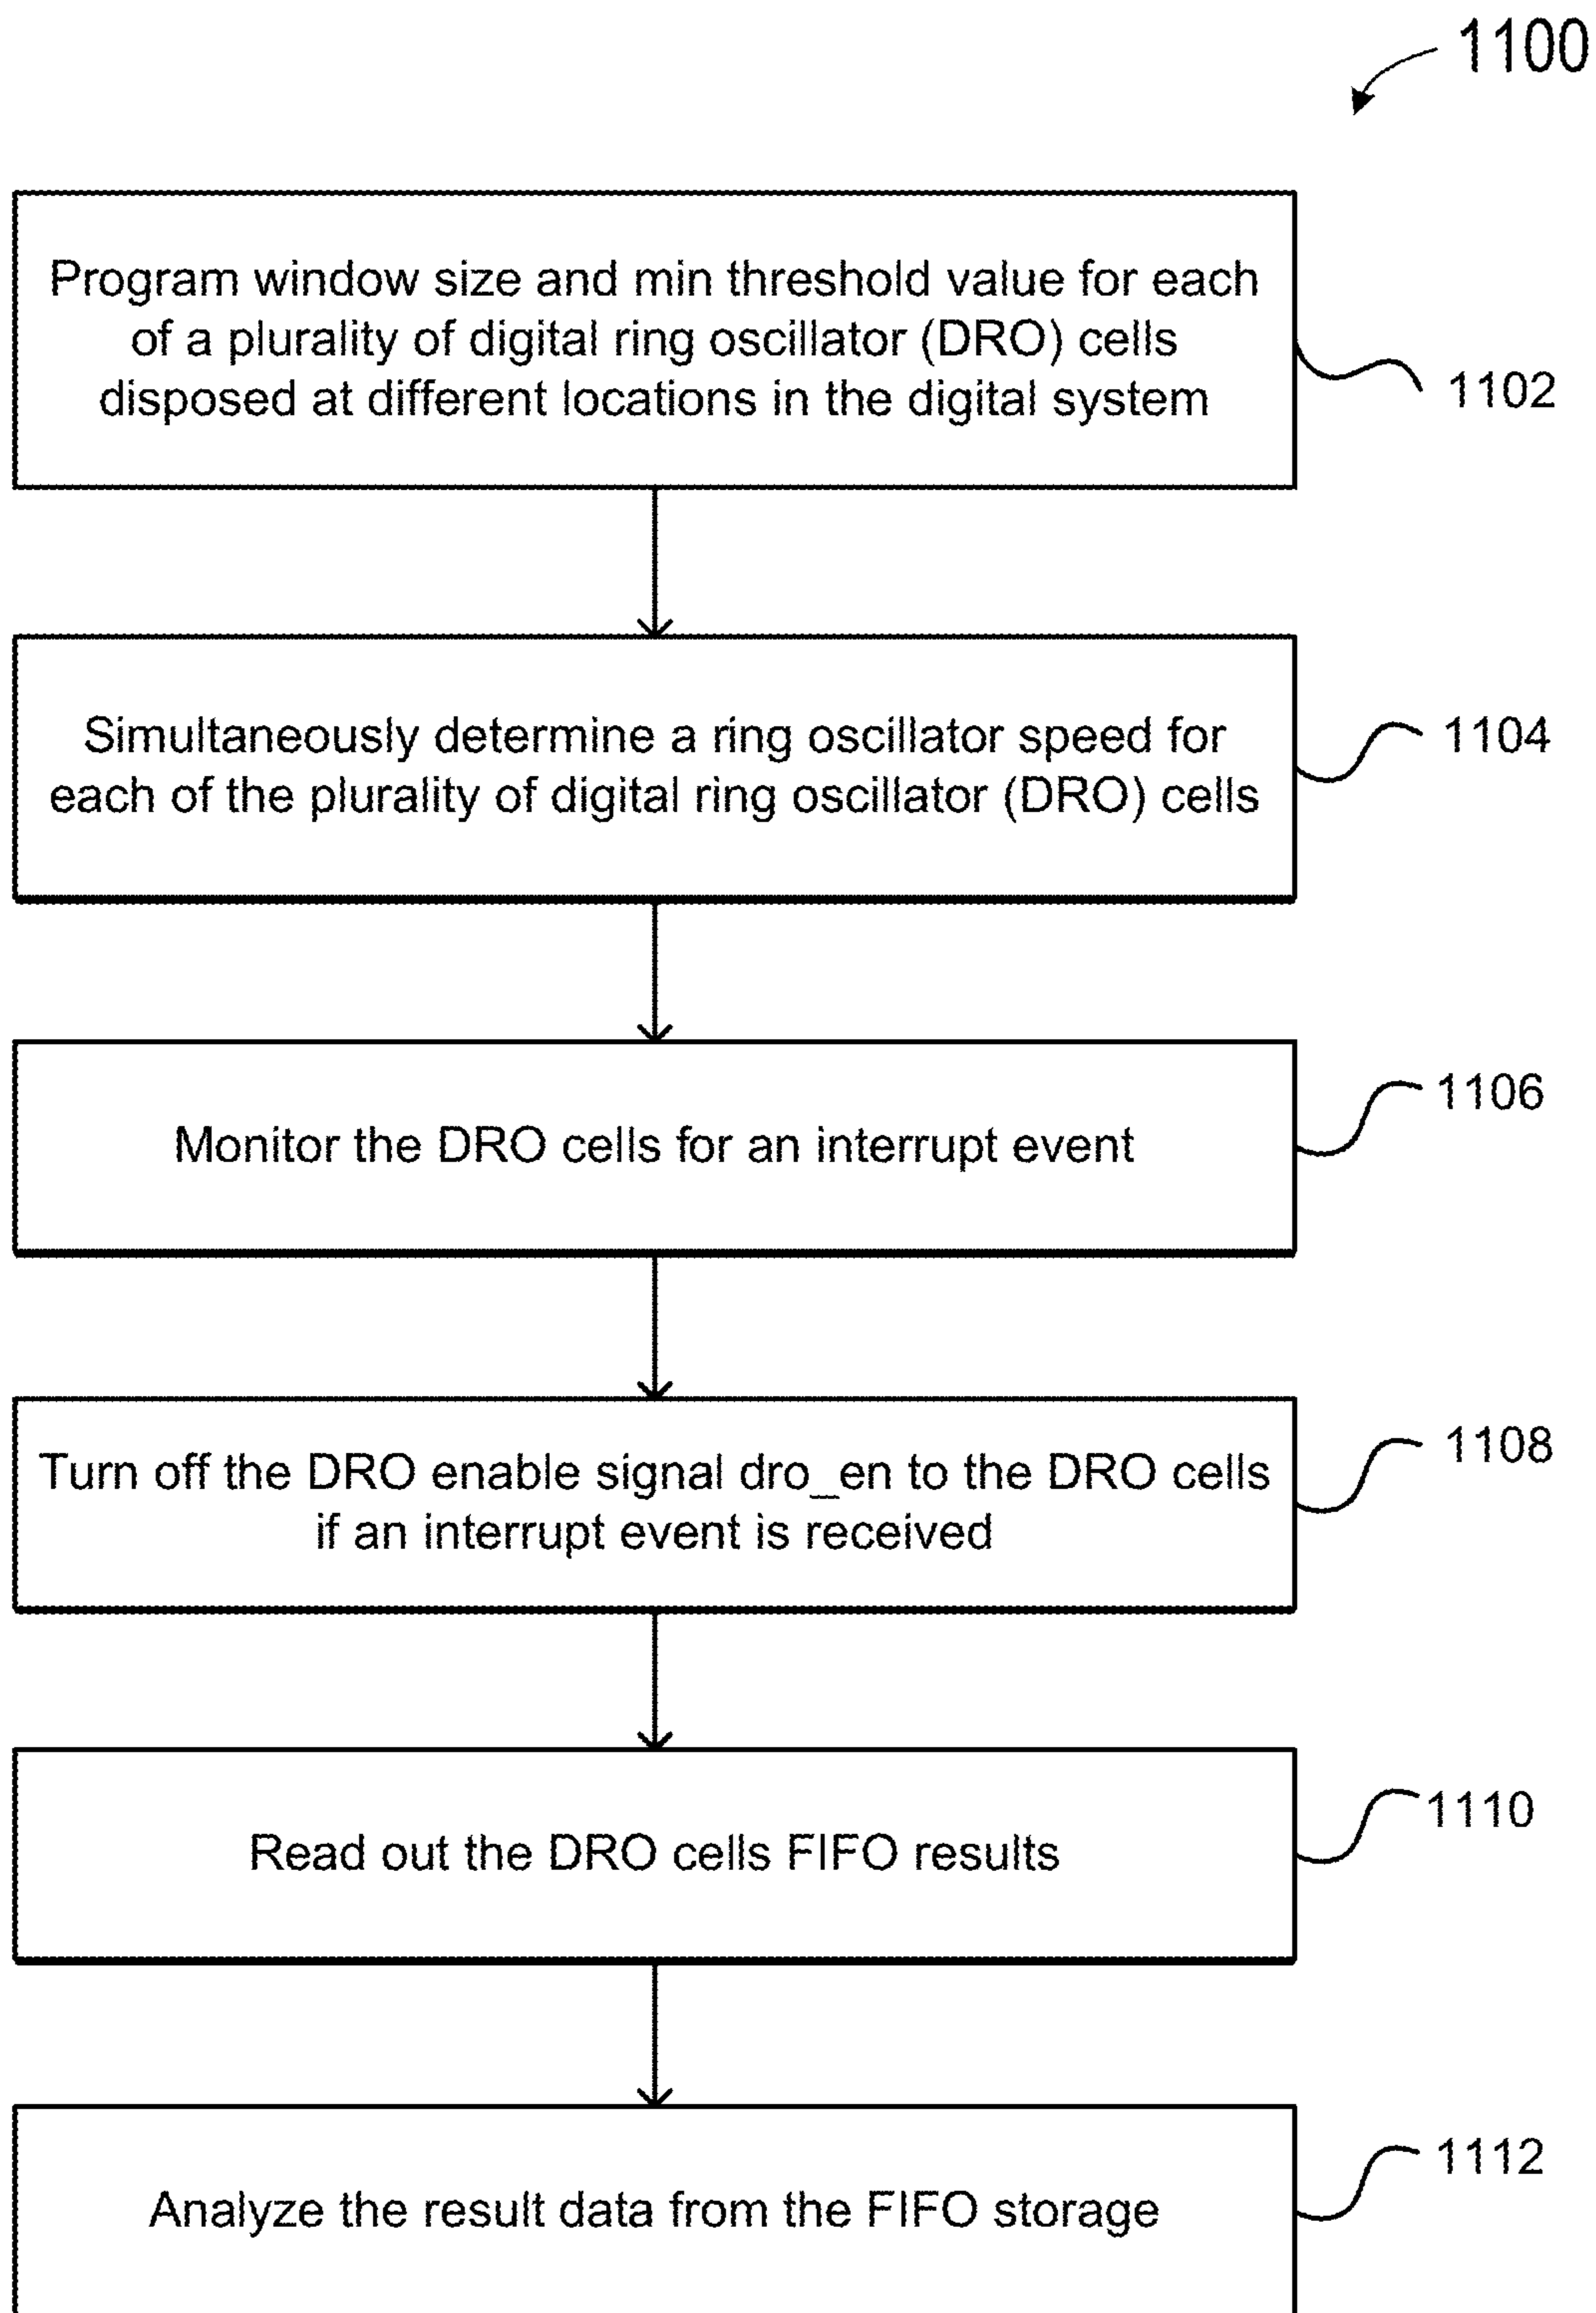 1100
Program window size and min threshold value for each
of a plurality of digital ring oscillator (DRO) cells
disposed at different locations in the digital system
1102
Simultaneously determine a ring oscillator speed for
each of the plurality of digital ring oscillator (DRO) cells
1104
Monitor the DRO cells for an interrupt event
1106
Turn off the DRO enable signal dro_en to the DRO cells
if an interrupt event is received
1108
Read out the DRO cells FIFO results
1110
Analyze the result data from the FIFO storage
1112